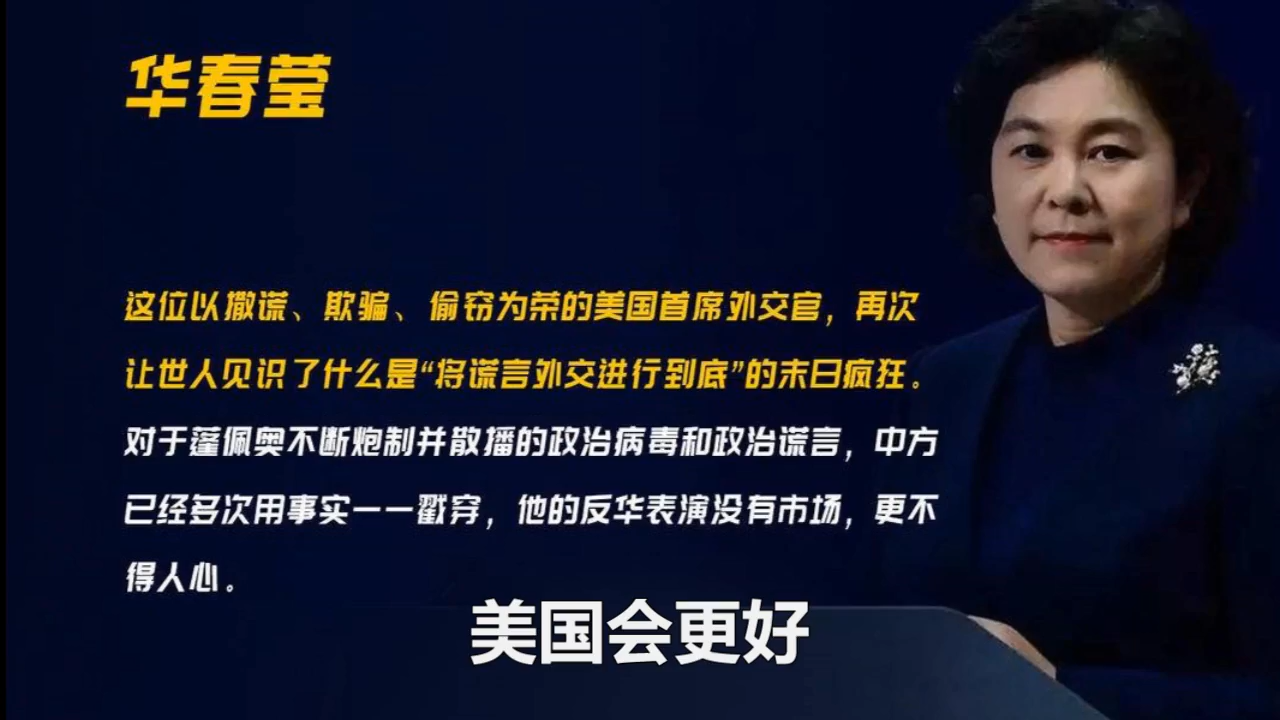 华春莹
这位以撒谎、欺骗、偷窃为荣的美国首席外交官，再次
让世人见识了什么是“将谎言外交进行到底”的末日疯狂。
对于蓬佩奥不断炮制并散播的政治病毒和政治谎言，中方
已经多次用事实一一戳穿，他的反华表演没有市场，更不
得人心。
美国会更好